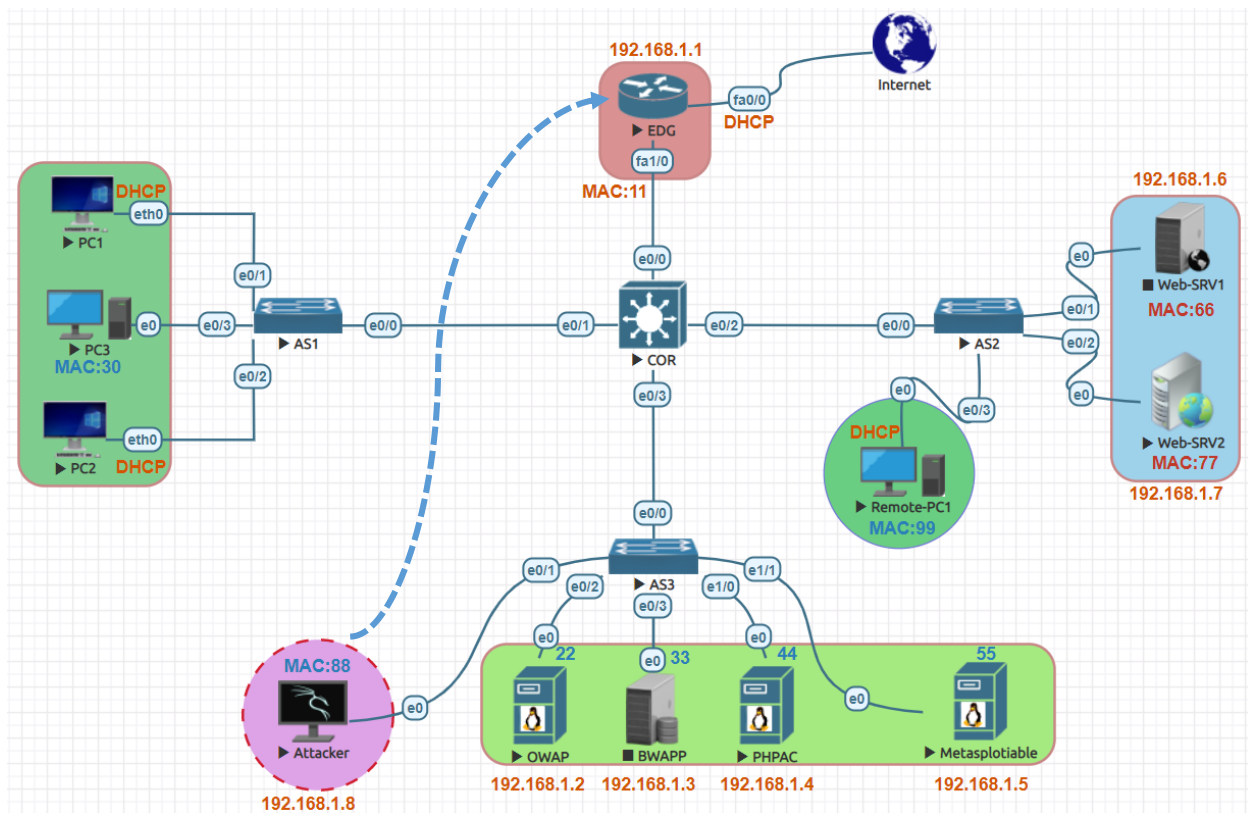 192.168.1.1
Internet
fa0/0
DHCP
EDG
fa1/0
MAC:11
192.168.1.6
DHCP
eth0
PC1
e0/1
e0/0
e0
Web-SRV1
MAC:66
e0/1
PC3
MAC:30
e0
e0/3
AS1
e0/0
e0/1
COR
e0/2
e0/0
AS2
e0/2
e0/2
e0/3
e0
Web-SRV2
MAC:77
192.168.1.7
eth0
PC2
DHCP
e0
e0/3
DHCP
Remote-PC1
MAC:99
e0/0
AS3
e0/1
e0/2
e0/3
e1/0
e1/1
MAC:88
Attacker
192.168.1.8
e0
e0
22
e0
33
e0
44
e0
55
OWAP
BWAPP
PHPAC
Metasplotiable
192.168.1.2
192.168.1.3
192.168.1.4
192.168.1.5